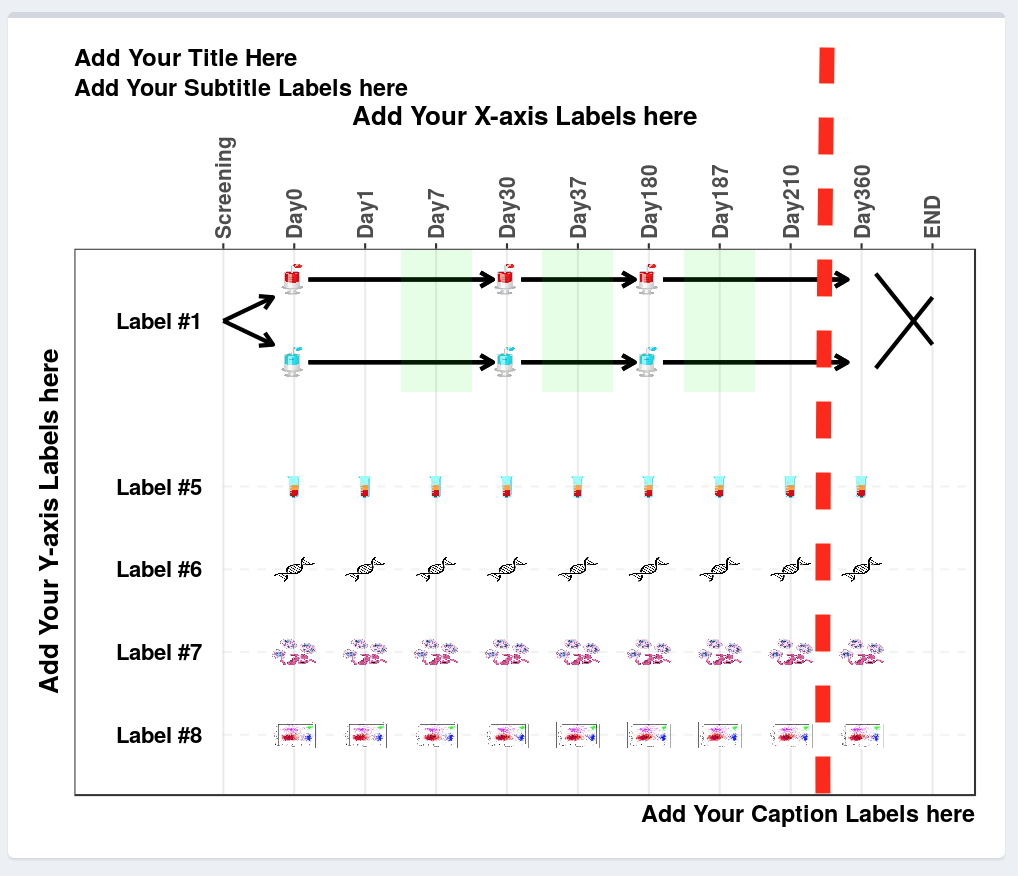 Add Your Title Here
Add Your Subtitle Labels here
Add Your X-axis Labels here
Screening
Day0
Day1
Day7
Day30
Day37
Day180
Day187
Day210
Day360
END
Add Your Y-axis Labels here
Label #1
Label #5
Label #6
Label #7
Label #8
Add Your Caption Labels here